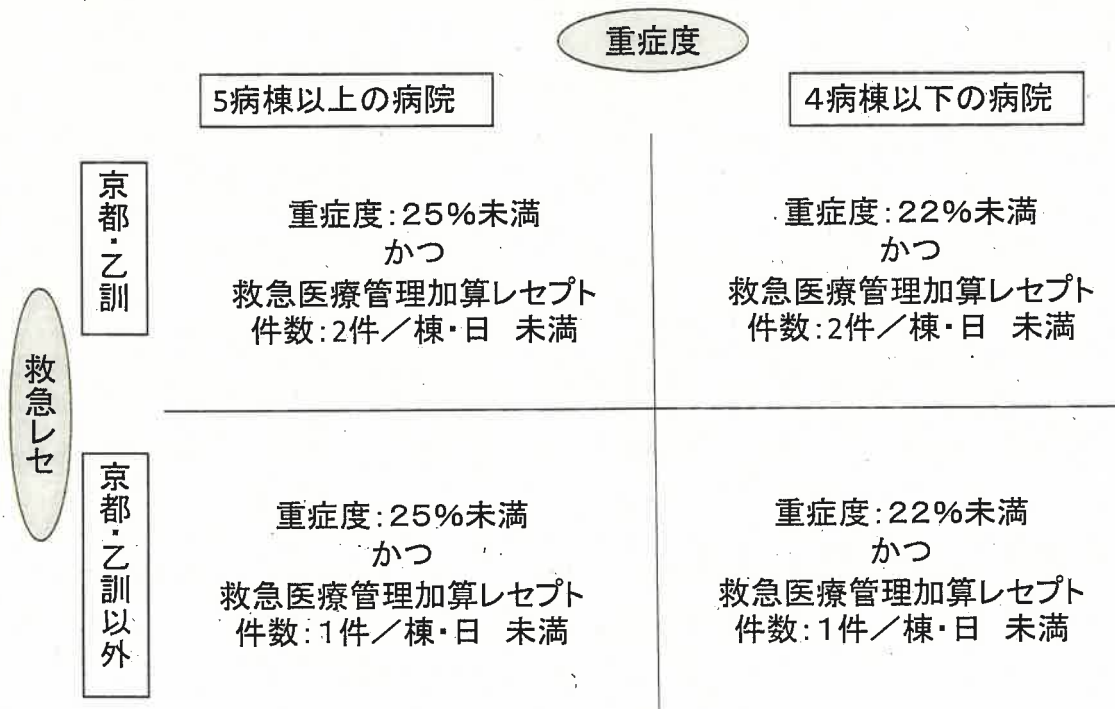 重症度
5病棟以上の病院
4病棟以下の病院
京都・乙訓
重症度:25%未満
かつ
救急医療管理加算レセプト
件数:2件/棟・日 未満
重症度:22%未満
かつ
救急医療管理加算レセプト
件数:2件/棟・日 未満
救急レセ
京都・乙訓以外
重症度:25%未満
かつ
救急医療管理加算レセプト
件数:1件/棟・日 未満
重症度:22%未満
かつ
救急医療管理加算レセプト
件数:1件/棟・日 未満